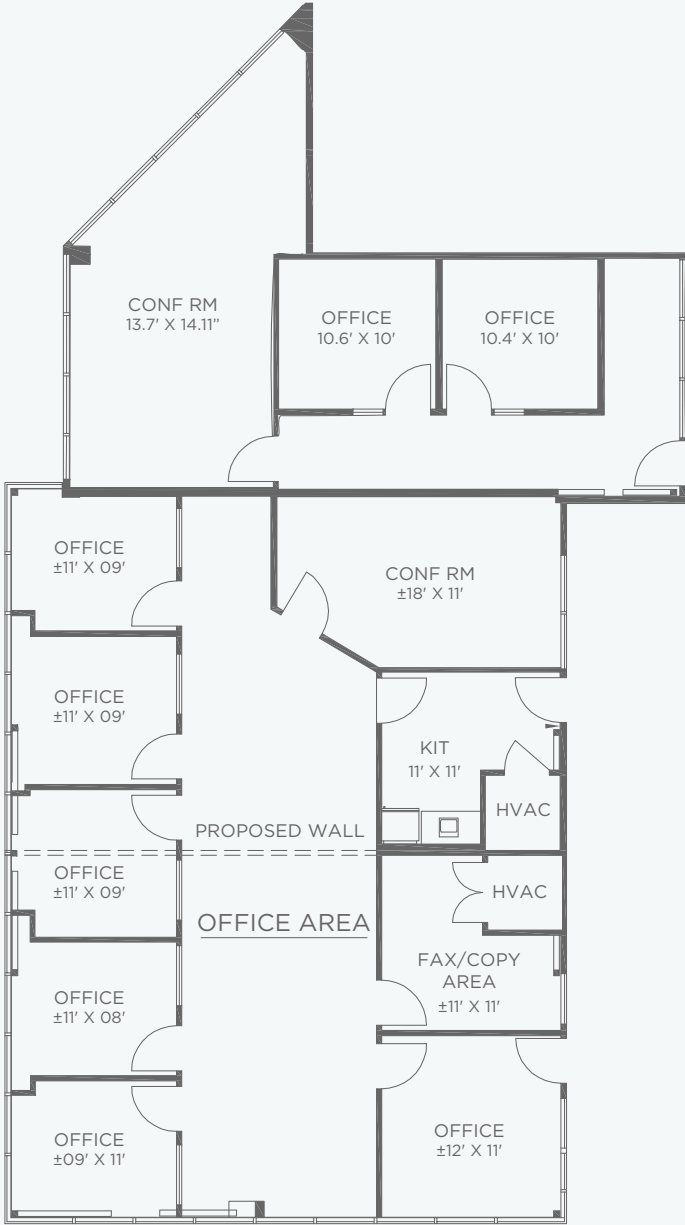 CONF RM
13.7' X 14.11”
OFFICE
10.6' X 10'
OFFICE
10.4' X 10'
OFFICE
±11' X 09'
CONF RM
±18' X 11'
OFFICE
±11' X 09'
KIT
11' X 11'
HVAC
PROPOSED WALL
OFFICE
±11' X 09'
HVAC
OFFICE AREA
FAX/COPY
AREA
±11' X 11'
OFFICE
±11' X 08'
OFFICE
±09' X 11'
OFFICE
±12' X 11'